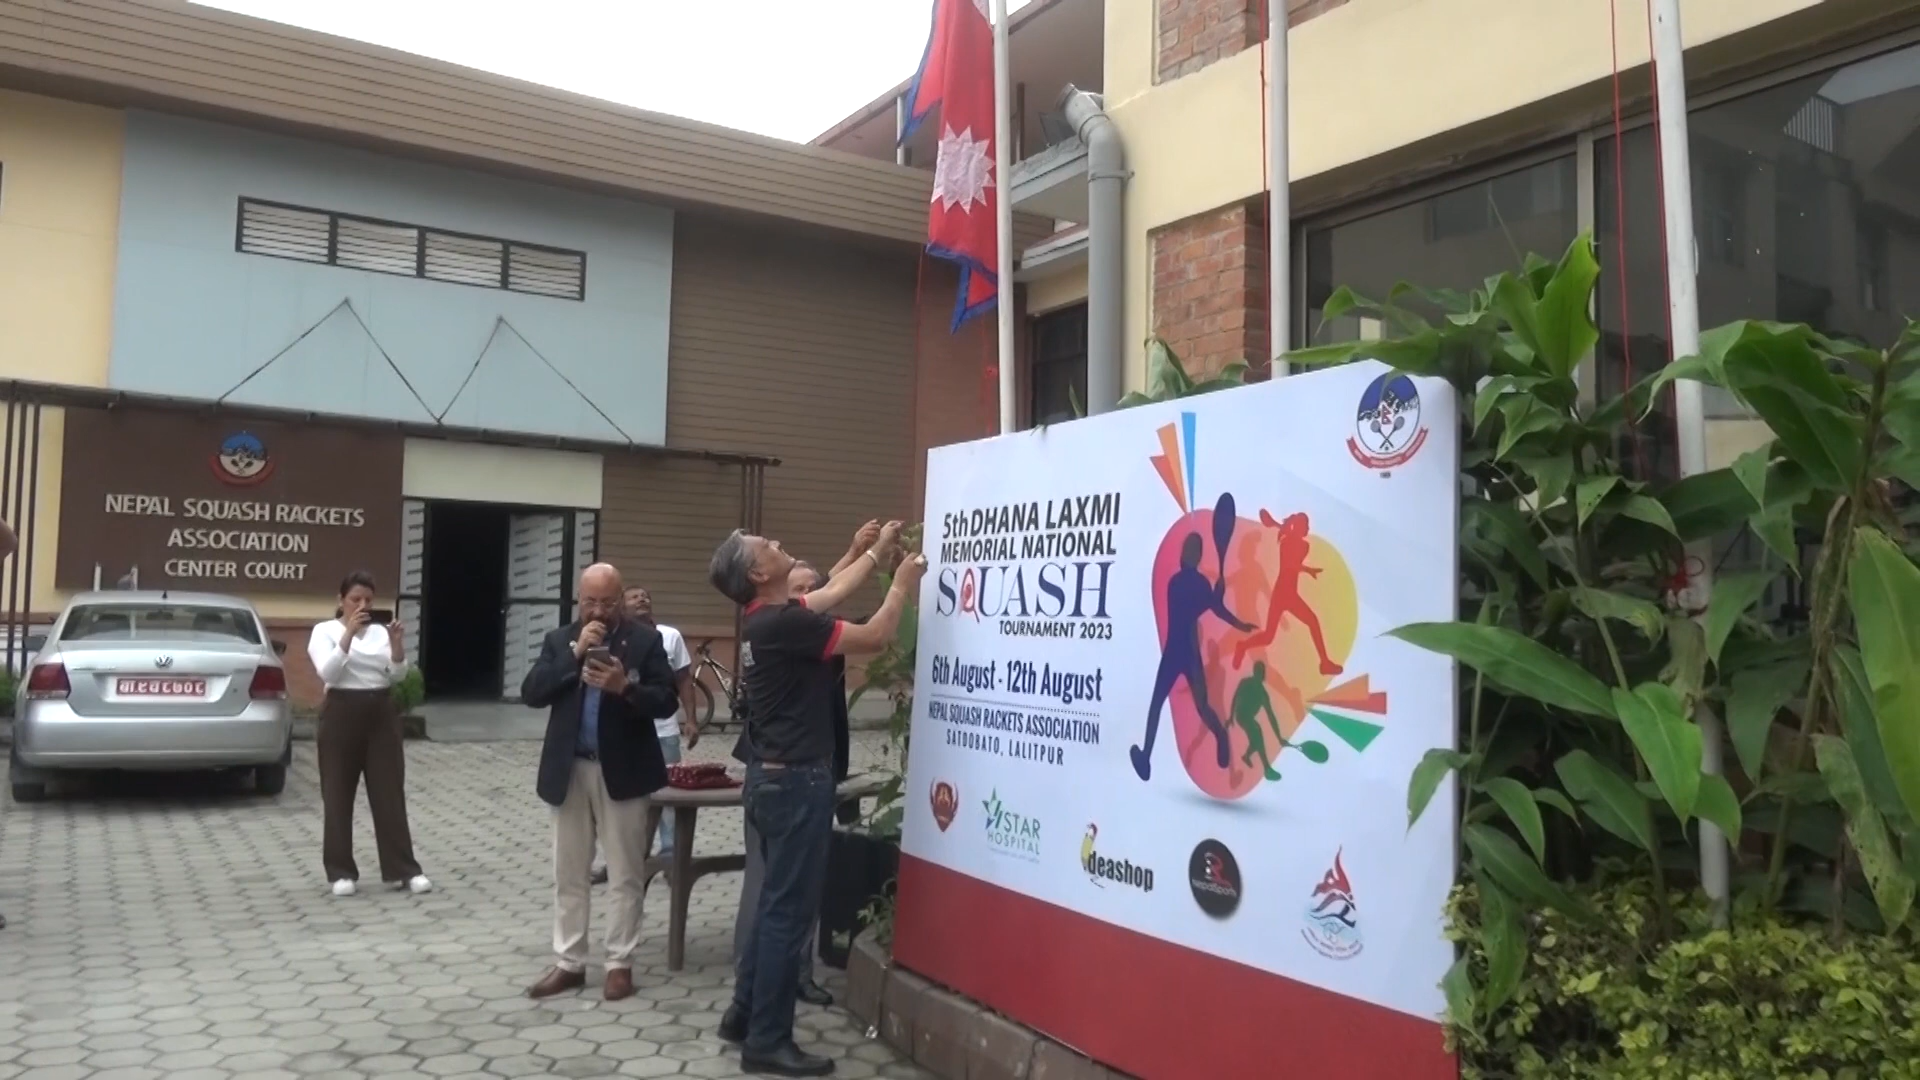 NEPAL SQUASH RACKETS
ASSOCIATION
CENTER COURT
5th DHANA LAXMI
MEMORIAL NATIONAL
SQUASH
TOURNAMENT 2023
6th August - 12th August
NEPAL SQUASH RACKETS ASSOCIATION
SATDOBATO, LALITPUR
STAR
HOSPITAL
ideashop
NepalSports